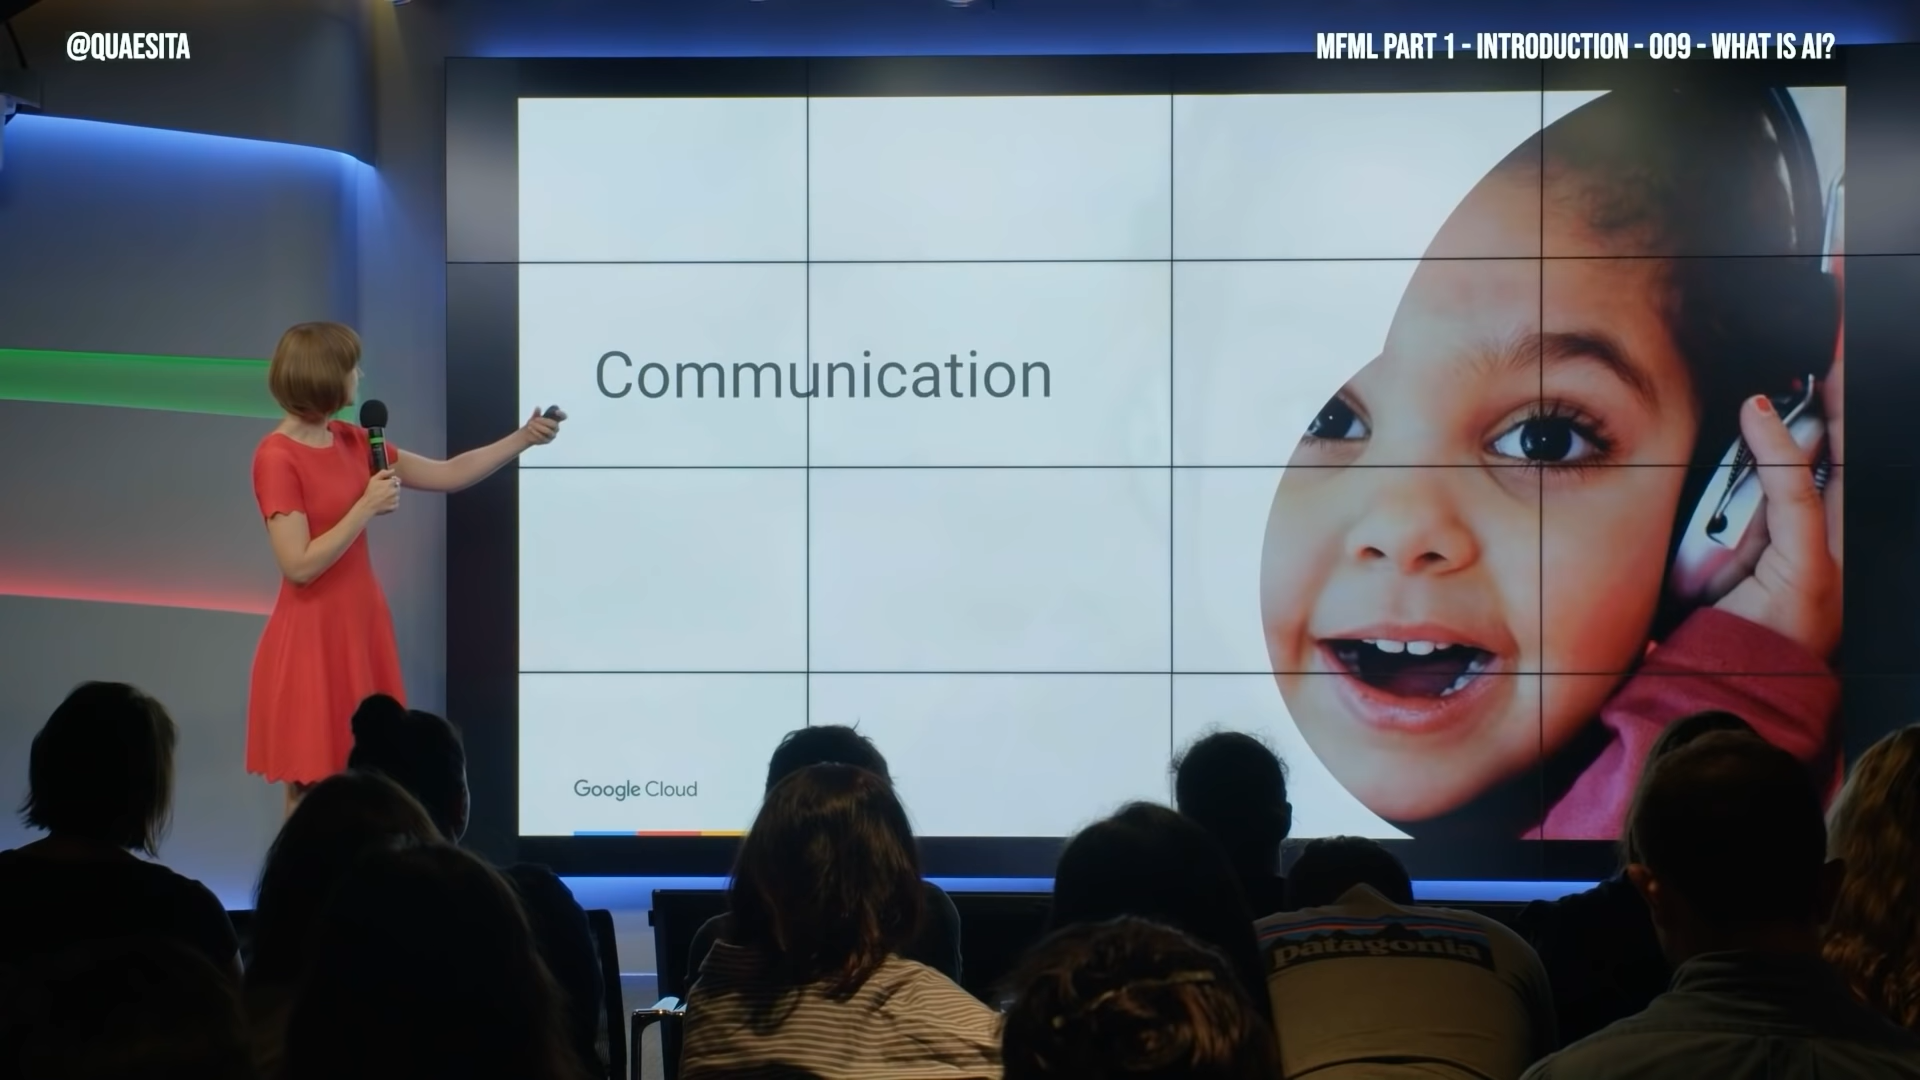 @QUAESITA
MFML PART 1 - INTRODUCTION - 009 - WHAT IS AI?
Communication
Google Cloud
patagonia